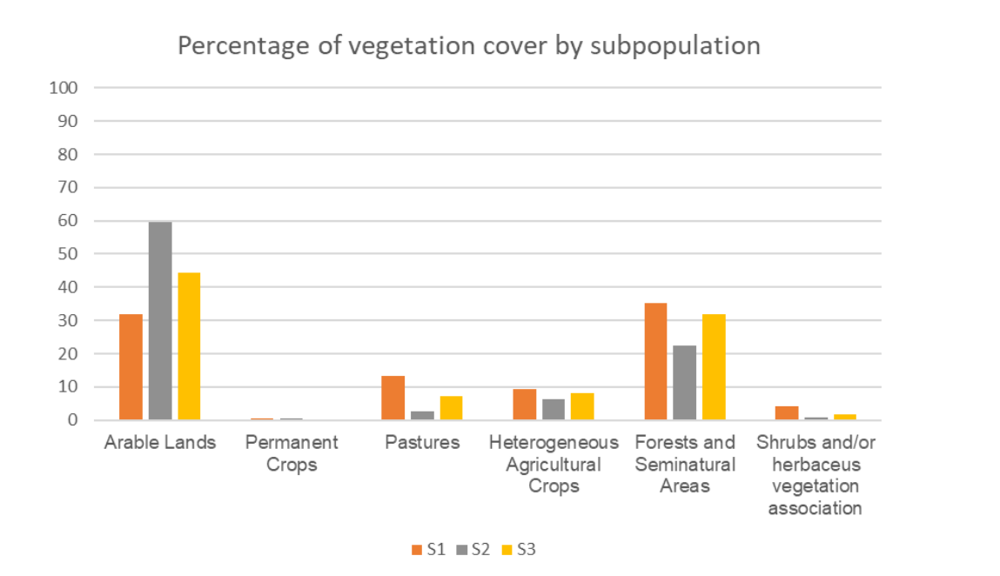 Percentage of vegetation cover by subpopulation
100
90
80
70
60
50
40
30
20
10
0
Arable Lands
Permanent
Crops
Pastures
Heterogeneous
Agricultural
Crops
Forests and
Seminatural
Areas
Shrubs and/or
herbaceus
vegetation
association
S1 S2 S3